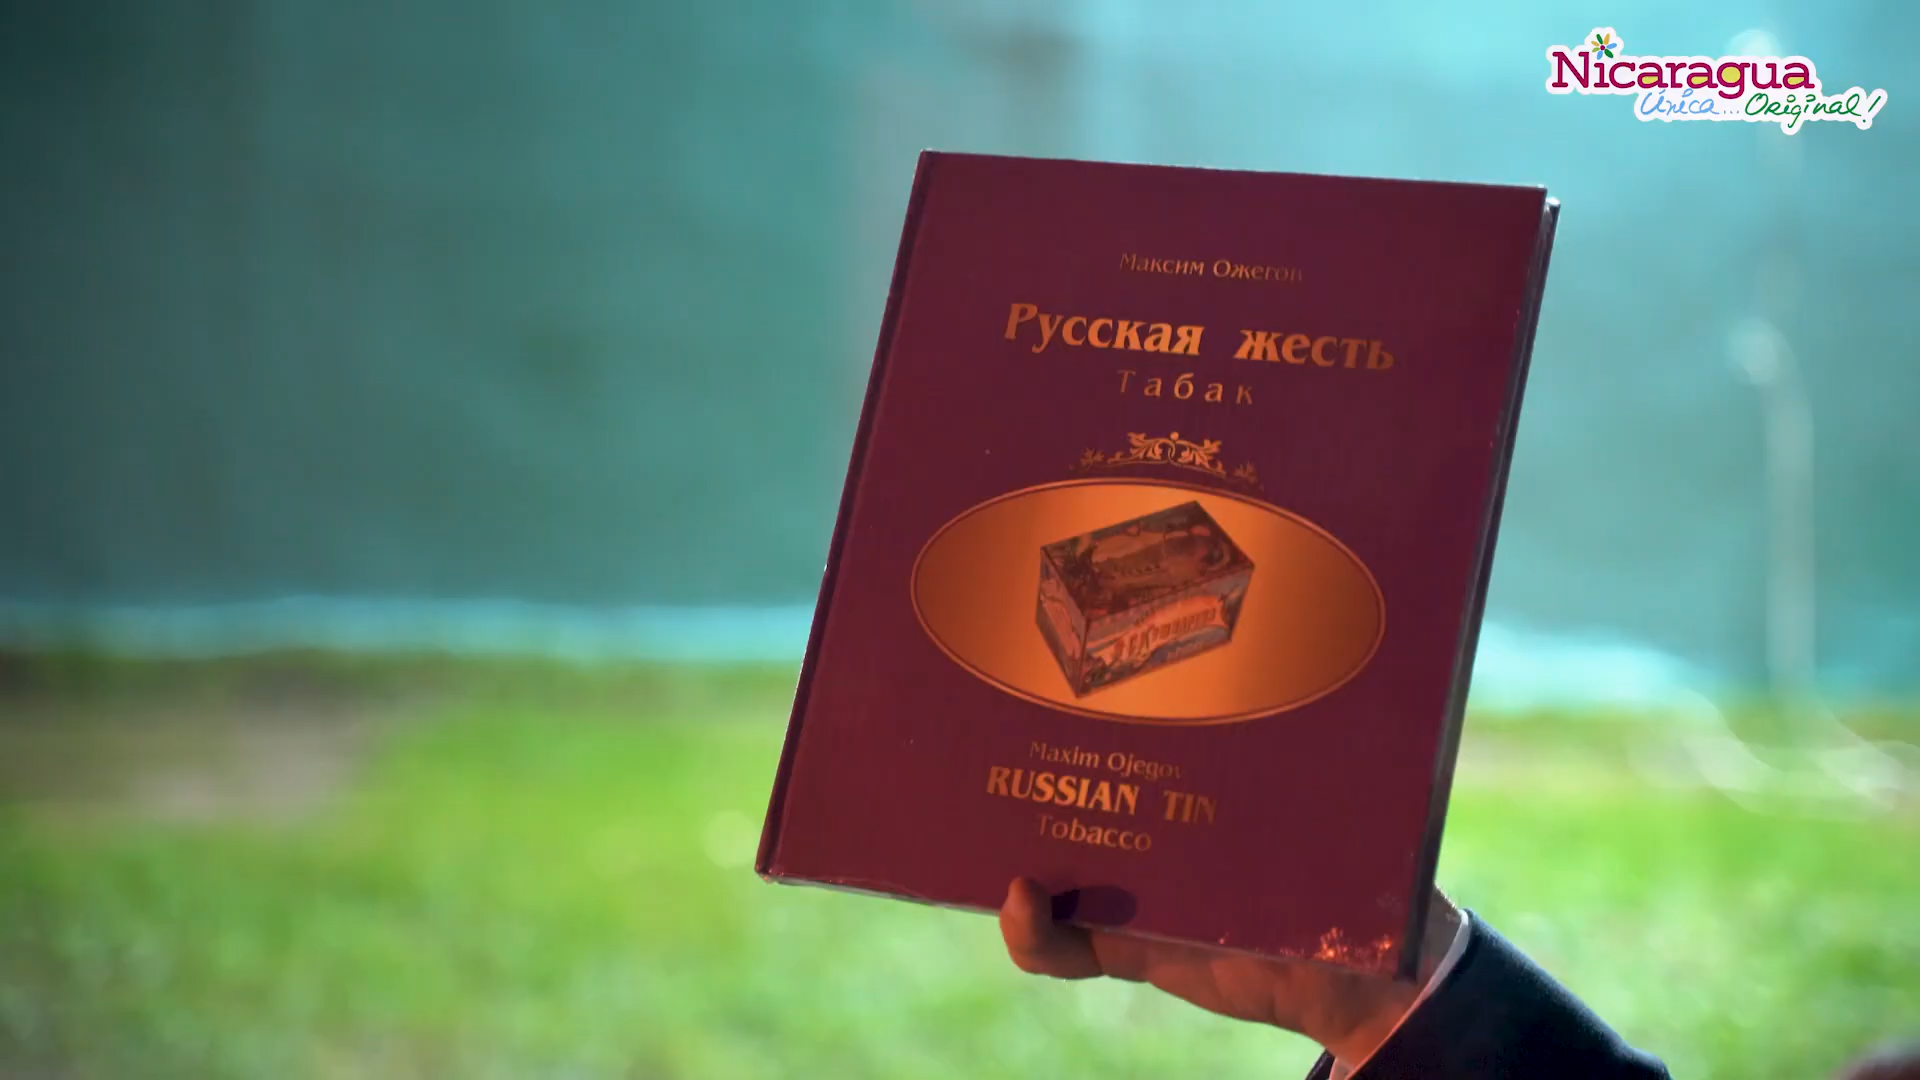 Nicaragua
Única... Original!
Максим Ожегов
Русская жесть
Табак
Maxim Ojegov
RUSSIAN TIN
Tobacco